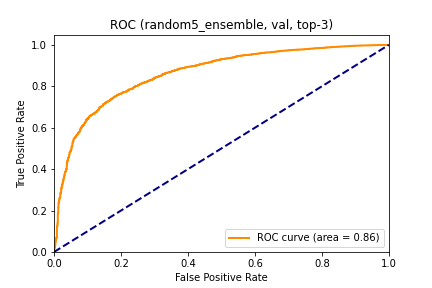 ROC (random5_ensemble, val, top-3)
True Positive Rate
1.0
0.8
0.6
0.4
0.2
0.0
0.0 0.2 0.4 0.6 0.8 1.0
False Positive Rate
ROC curve (area = 0.86)